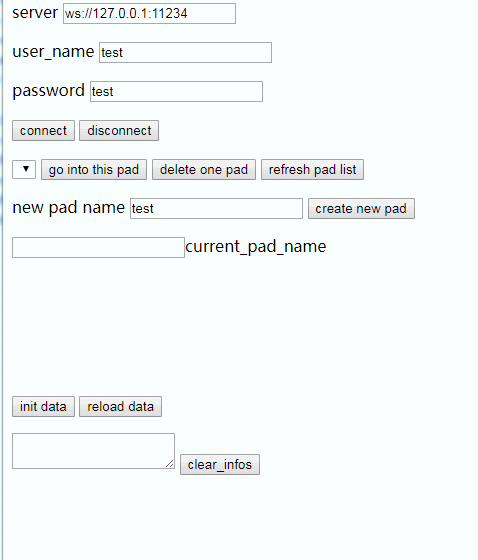 server ws://127.0.0.1:11234
user_name test
password test
connect disconnect
go into this pad delete one pad refresh pad list
new pad name test create new pad
current_pad_name
init data reload data
clear_infos